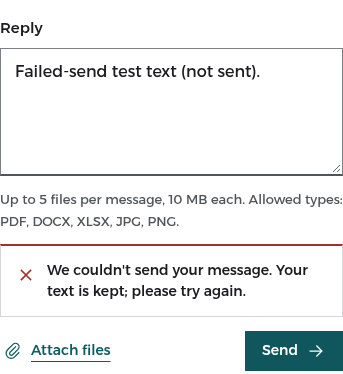 Reply
Failed-send test text (not sent).
Up to 5 files per message, 10 MB each. Allowed types:
PDF, DOCX, XLSX, JPG, PNG.
We couldn't send your message. Your
text is kept; please try again.
Attach files
Send